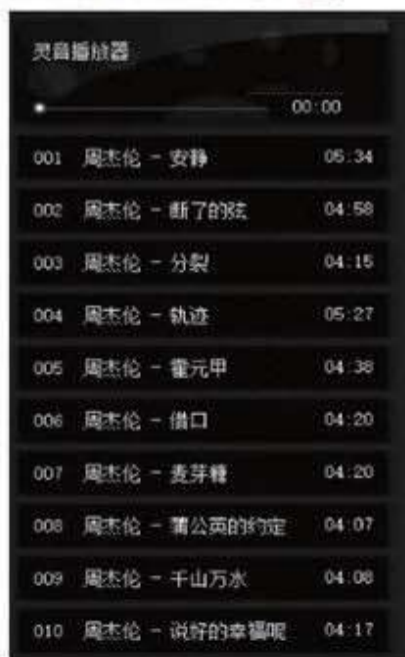 灵音播放器
00:00
001 周杰伦 - 安静 05:34
002 周杰伦 - 断了的弦 04:58
003 周杰伦 - 分裂 04:15
004 周杰伦 - 轨迹 05:27
005 周杰伦 - 霍元甲 04:38
006 周杰伦 - 借口 04:20
007 周杰伦 - 麦芽糖 04:20
008 周杰伦 - 蒲公英的约定 04:07
009 周杰伦 - 千山万水 04:08
010 周杰伦 - 说好的幸福呢 04:17